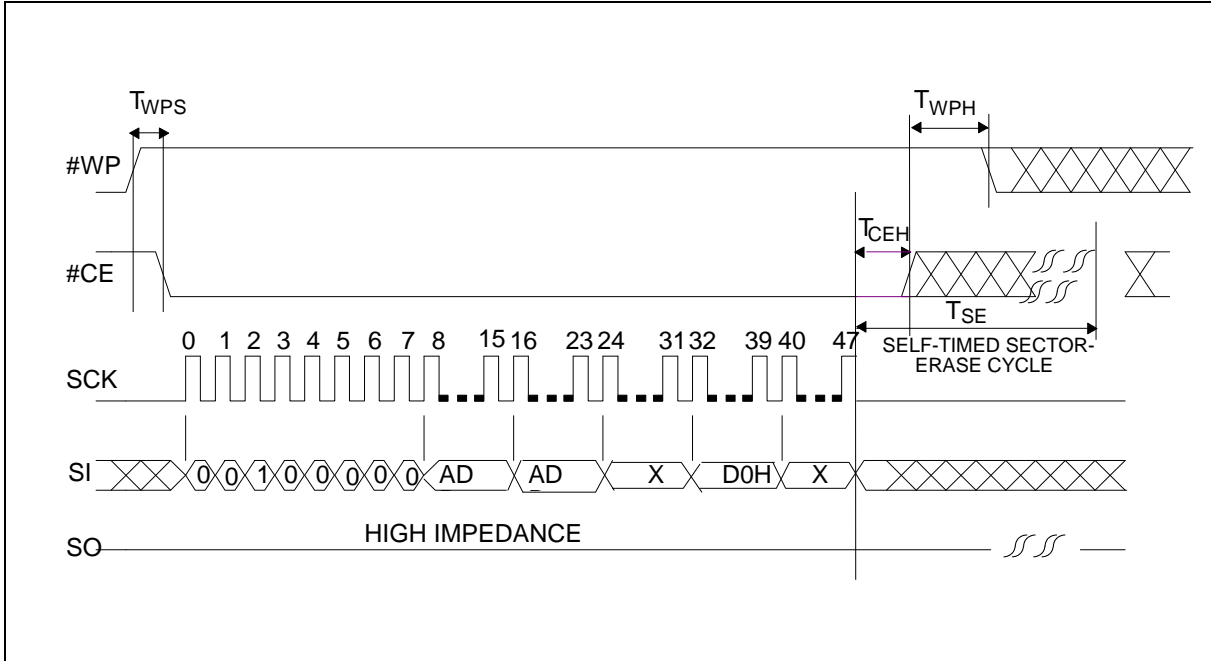 TWPS
TWPH
#WP
TCEH
#CE
TSE
0 1 2 3 4 5 6 7 8 15 16 23 24 31 32 39 40 47
SELF-TIMED SECTOR-
ERASE CYCLE
SCK
SI 0 0 1 0 0 0 0 0 AD AD X D0H X
HIGH IMPEDANCE
SO